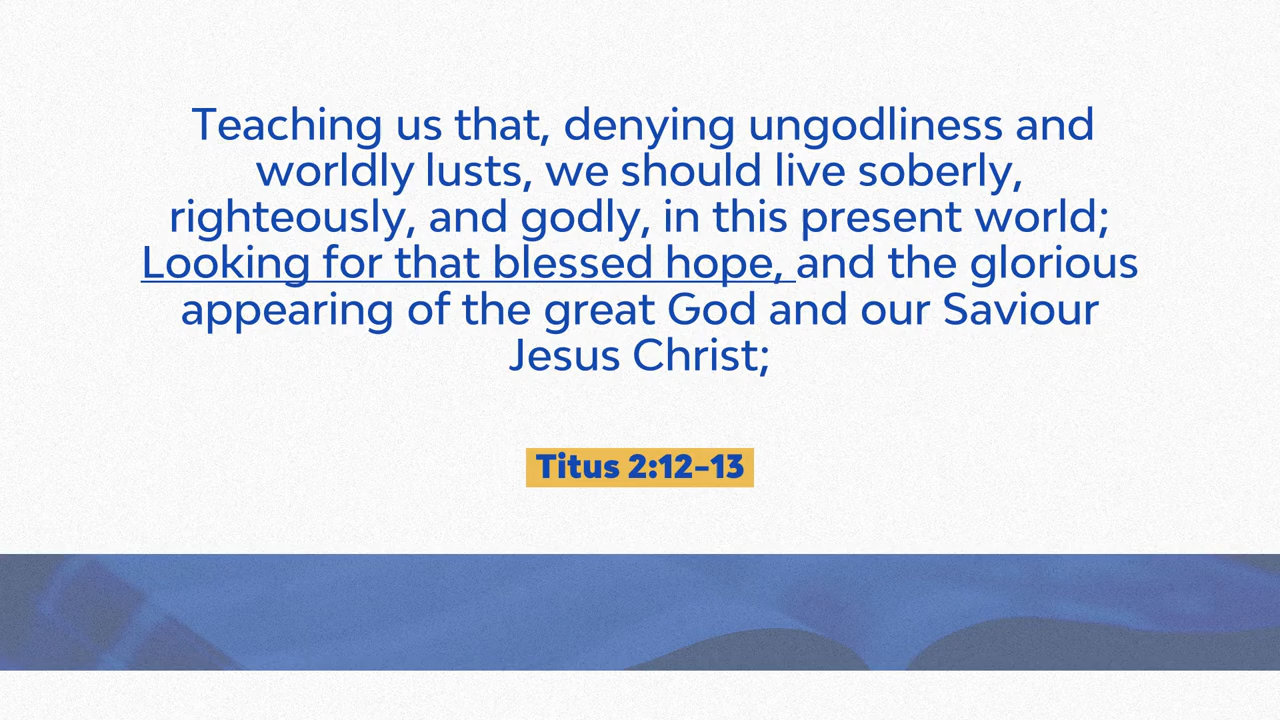 Teaching us that, denying ungodliness and
worldly lusts, we should live soberly,
righteously, and godly, in this present world;
Looking for that blessed hope, and the glorious
appearing of the great God and our Saviour
Jesus Christ;
Titus 2:12-13